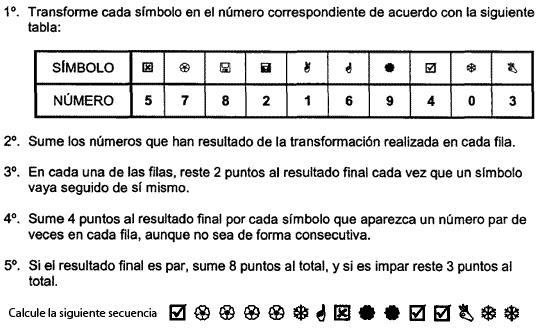 1º. Transforme cada símbolo en el número correspondiente de acuerdo con la siguiente
tabla:
SÍMBOLO
NÚMERO 5 7 8 2 1 6 9 4 0 3
2º. Sume los números que han resultado de la transformación realizada en cada fila.
3º. En cada una de las filas, reste 2 puntos al resultado final cada vez que un símbolo
vaya seguido de sí mismo.
4º. Sume 4 puntos al resultado final por cada símbolo que aparezca un número par de
veces en cada fila, aunque no sea de forma consecutiva.
5º. Si el resultado final es par, sume 8 puntos al total, y si es impar reste 3 puntos al
total.
Calcule la siguiente secuencia